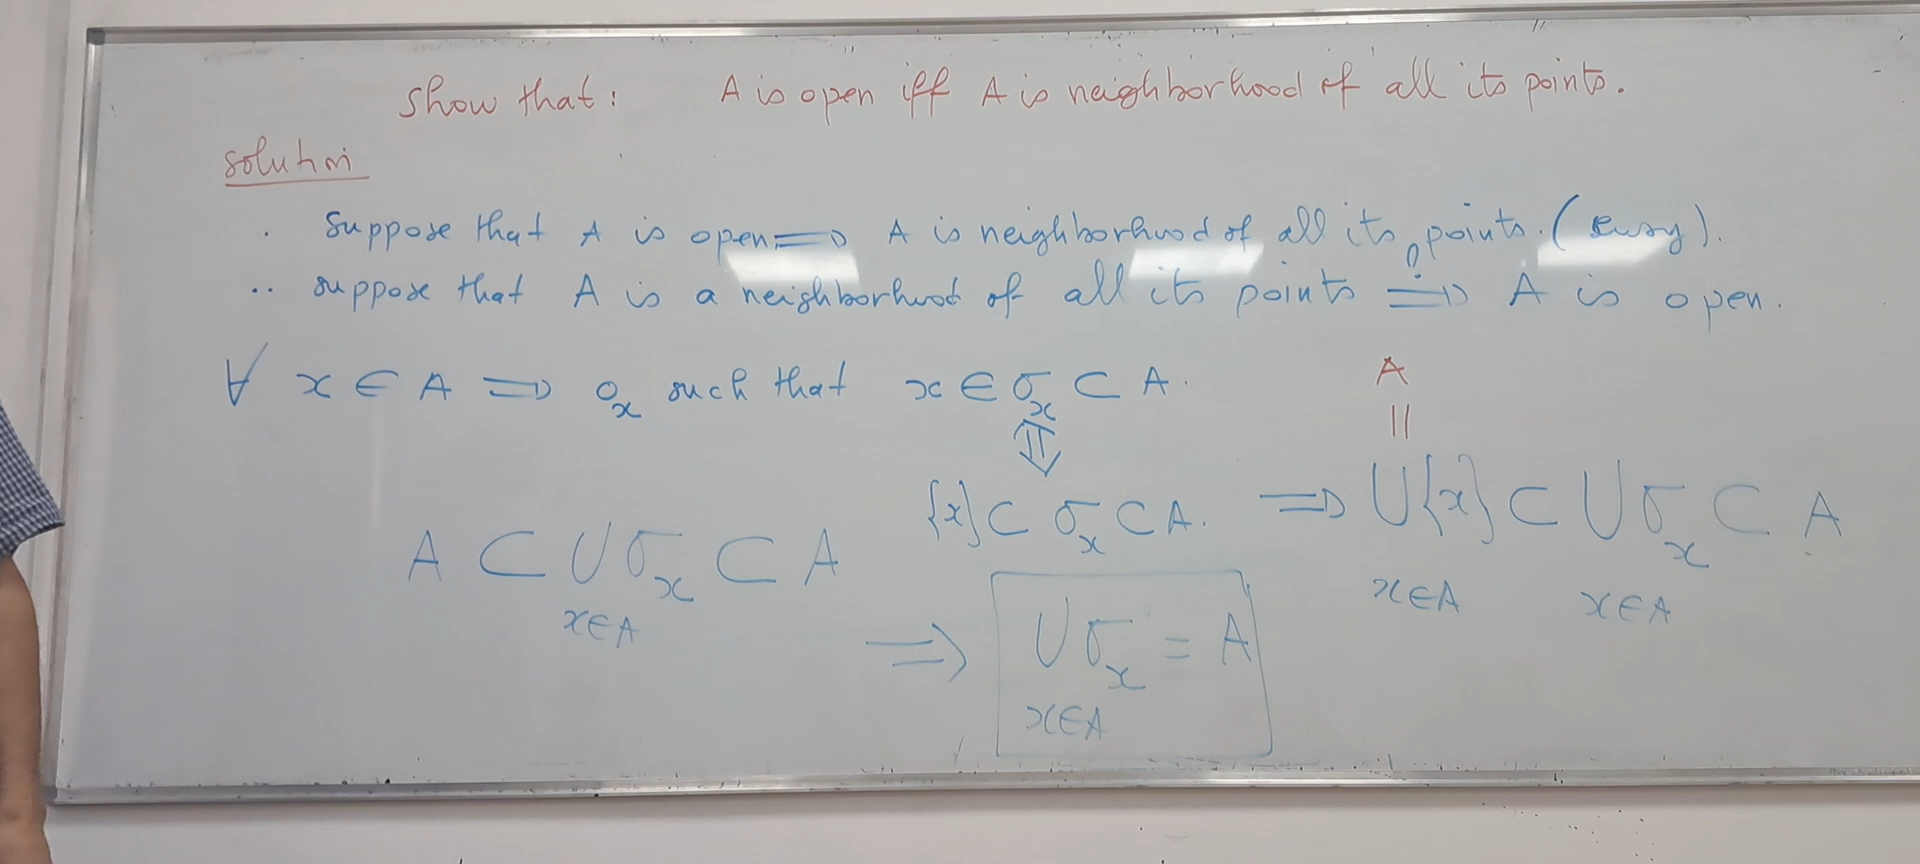 Show that: A is open iff A is neighborhood of all its points.
solution
. Suppose that A is open ⟹ A is neighborhood of all its points. (easy).
.. suppose that A is a neighborhood of all its points ⟹ A is open.
?
∀ x ∈ A ⟹ O_x such that x ∈ O_x ⊂ A.
⇓
{x} ⊂ O_x ⊂ A. ⟹ ∪{x} ⊂ ∪O_x ⊂ A
x∈A x∈A
A
||
A ⊂ ∪O_x ⊂ A
x∈A
⟹ ∪O_x = A
x∈A